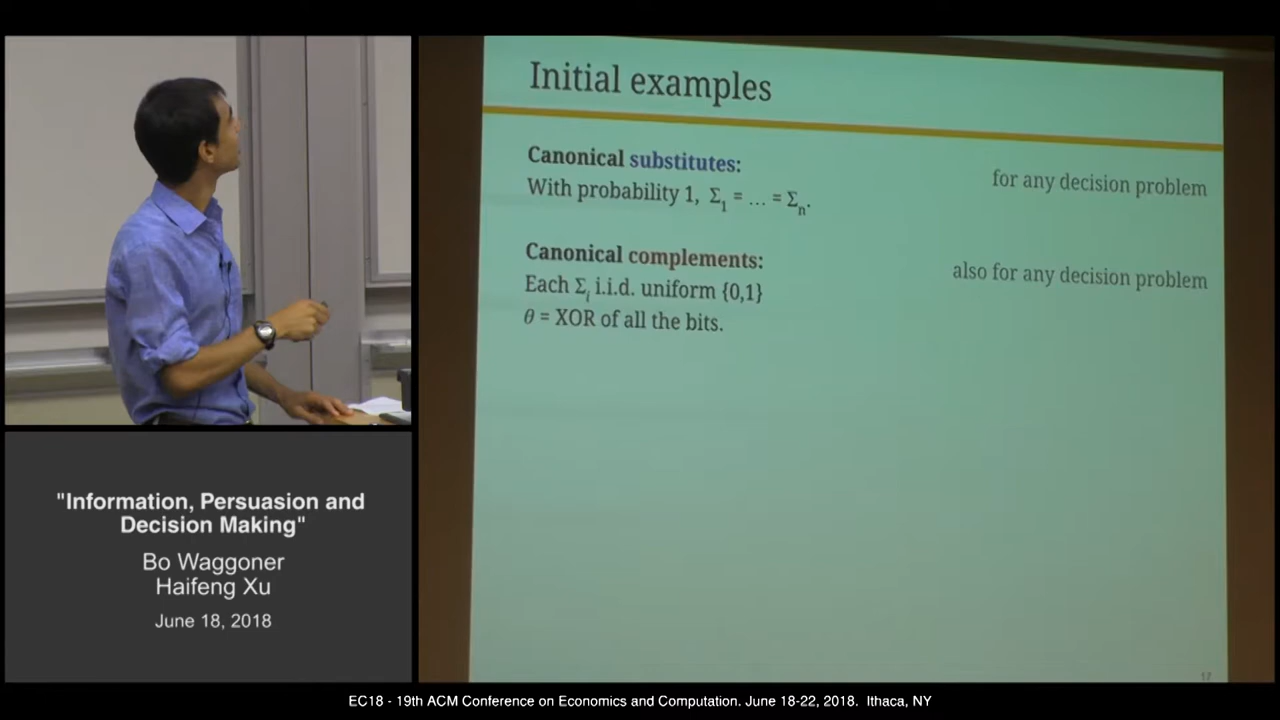 Initial examples
Canonical substitutes:
for any decision problem
With probability 1, Σ1 = … = Σn.
Canonical complements:
also for any decision problem
Each Σi i.i.d. uniform {0,1}
θ = XOR of all the bits.
17
"Information, Persuasion and
Decision Making"
Bo Waggoner
Haifeng Xu
June 18, 2018
EC18 - 19th ACM Conference on Economics and Computation. June 18-22, 2018. Ithaca, NY